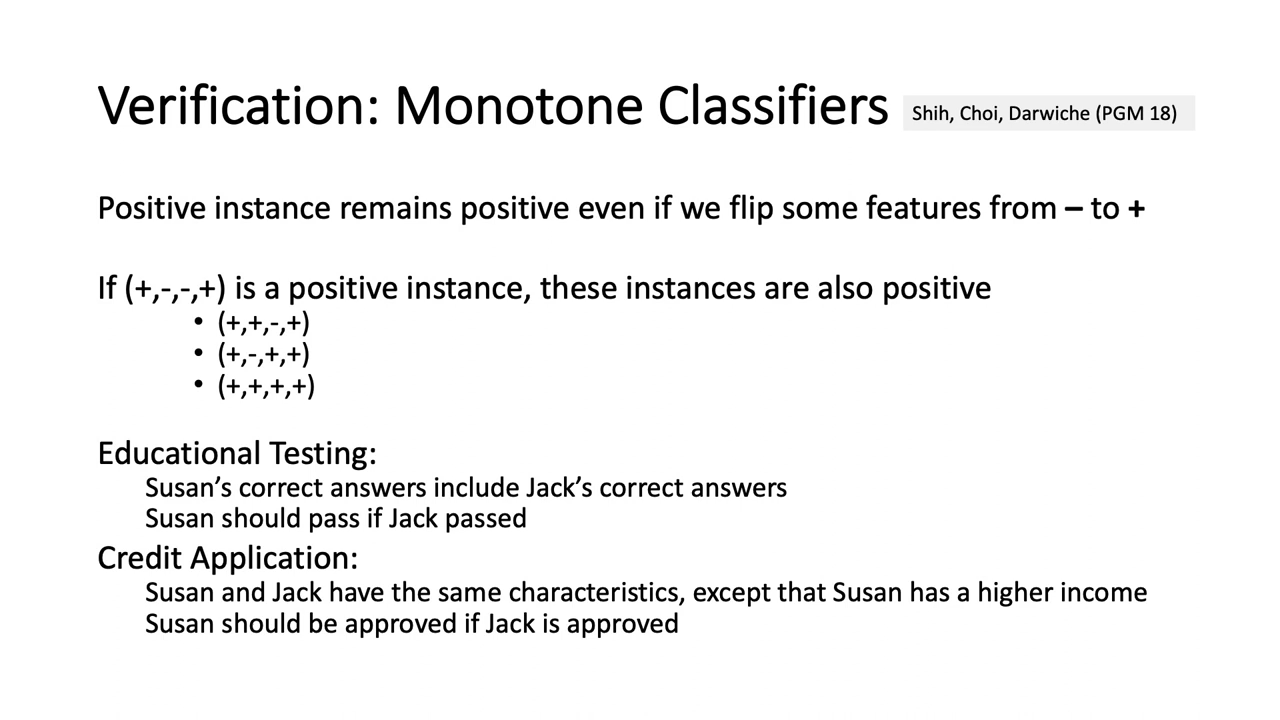 Verification: Monotone Classifiers
Shih, Choi, Darwiche (PGM 18)
Positive instance remains positive even if we flip some features from – to +
If (+,-,-,+) is a positive instance, these instances are also positive
• (+,+,-,+)
• (+,-,+,+)
• (+,+,+,+)
Educational Testing:
Susan’s correct answers include Jack’s correct answers
Susan should pass if Jack passed
Credit Application:
Susan and Jack have the same characteristics, except that Susan has a higher income
Susan should be approved if Jack is approved